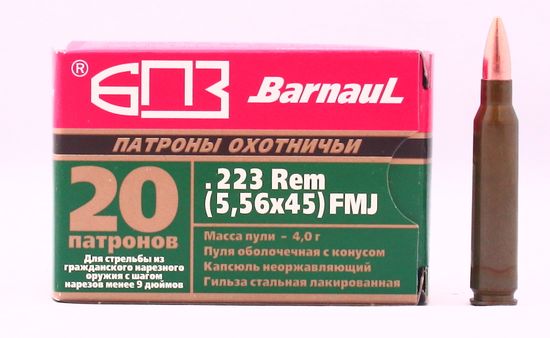 ® БПЗ Barnaul
ПАТРОНЫ ОХОТНИЧЬИ
20
патронов
Для стрельбы из
гражданского нарезного
оружия с шагом
нарезов менее 9 дюймов
.223 Rem
(5,56x45) FMJ
Масса пули – 4,0 г
Пуля оболочечная с конусом
Капсюль неоржавляющий
Гильза стальная лакированная